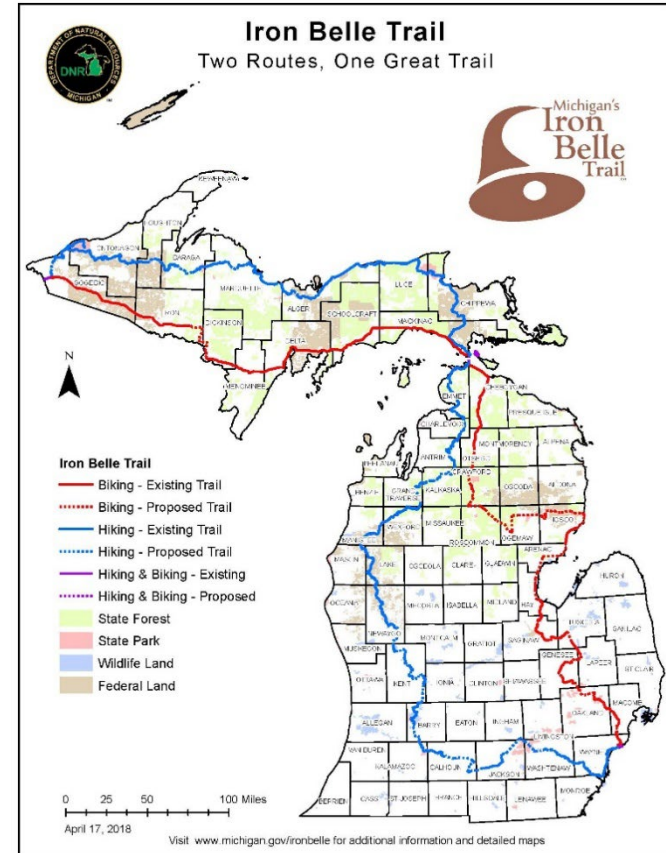 Iron Belle Trail
Two Routes, One Great Trail
DEPARTMENT OF NATURAL RESOURCES
DNR
MICHIGAN
Michigan's
Iron
Belle
Trail
KEWEENAW
HOUGHTON
ONTONAGON
BARAGA
GOGEBIC
MARQUETTE
LUCE
CHIPPEWA
IRON
ALGER
SCHOOLCRAFT
DICKINSON
MACKINAC
DELTA
MENOMINEE
N
EMMET
CHEBOYGAN
PRESQUE ISLE
CHARLEVOIX
ANTRIM
OTSEGO
MONTMORENCY
ALPENA
LEELANAU
BENZIE
GRAND
TRAVERSE
KALKASKA
CRAWFORD
OSCODA
ALCONA
MANISTEE
WEXFORD
MISSAUKEE
ROSCOMMON
OGEMAW
IOSCO
ARENAC
MASON
LAKE
OSCEOLA
CLARE
GLADWIN
HURON
OCEANA
NEWAYGO
MECOSTA
ISABELLA
MIDLAND
BAY
TUSCOLA
SANILAC
MUSKEGON
MONTCALM
GRATIOT
SAGINAW
GENESEE
LAPEER
ST CLAIR
OTTAWA
KENT
IONIA
CLINTON
SHIAWASSEE
MACOMB
OAKLAND
ALLEGAN
BARRY
EATON
INGHAM
LIVINGSTON
VAN BUREN
KALAMAZOO
CALHOUN
JACKSON
WASHTENAW
WAYNE
BERRIEN
CASS
ST JOSEPH
BRANCH
HILLSDALE
LENAWEE
MONROE
Iron Belle Trail
Biking - Existing Trail
Biking - Proposed Trail
Hiking - Existing Trail
Hiking - Proposed Trail
Hiking & Biking - Existing
Hiking & Biking - Proposed
State Forest
State Park
Wildlife Land
Federal Land
0 25 50 100 Miles
April 17, 2018
Visit www.michigan.gov/ironbelle for additional information and detailed maps